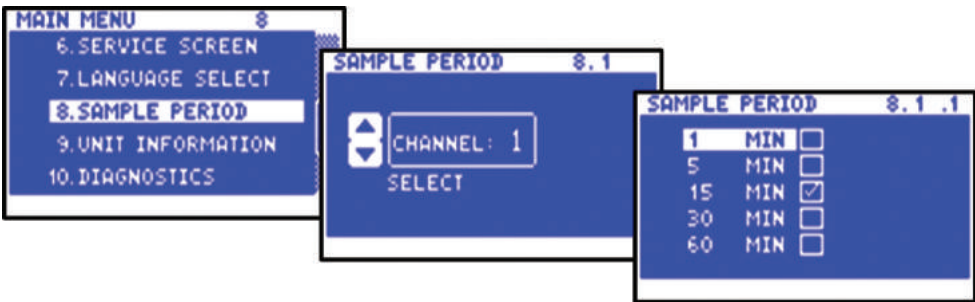 MAIN MENU 8
6.SERVICE SCREEN
7.LANGUAGE SELECT
8.SAMPLE PERIOD
9.UNIT INFORMATION
10.DIAGNOSTICS
SAMPLE PERIOD 8.1
CHANNEL: 1
SELECT
SAMPLE PERIOD 8.1 .1
1 MIN
5 MIN
15 MIN
30 MIN
60 MIN